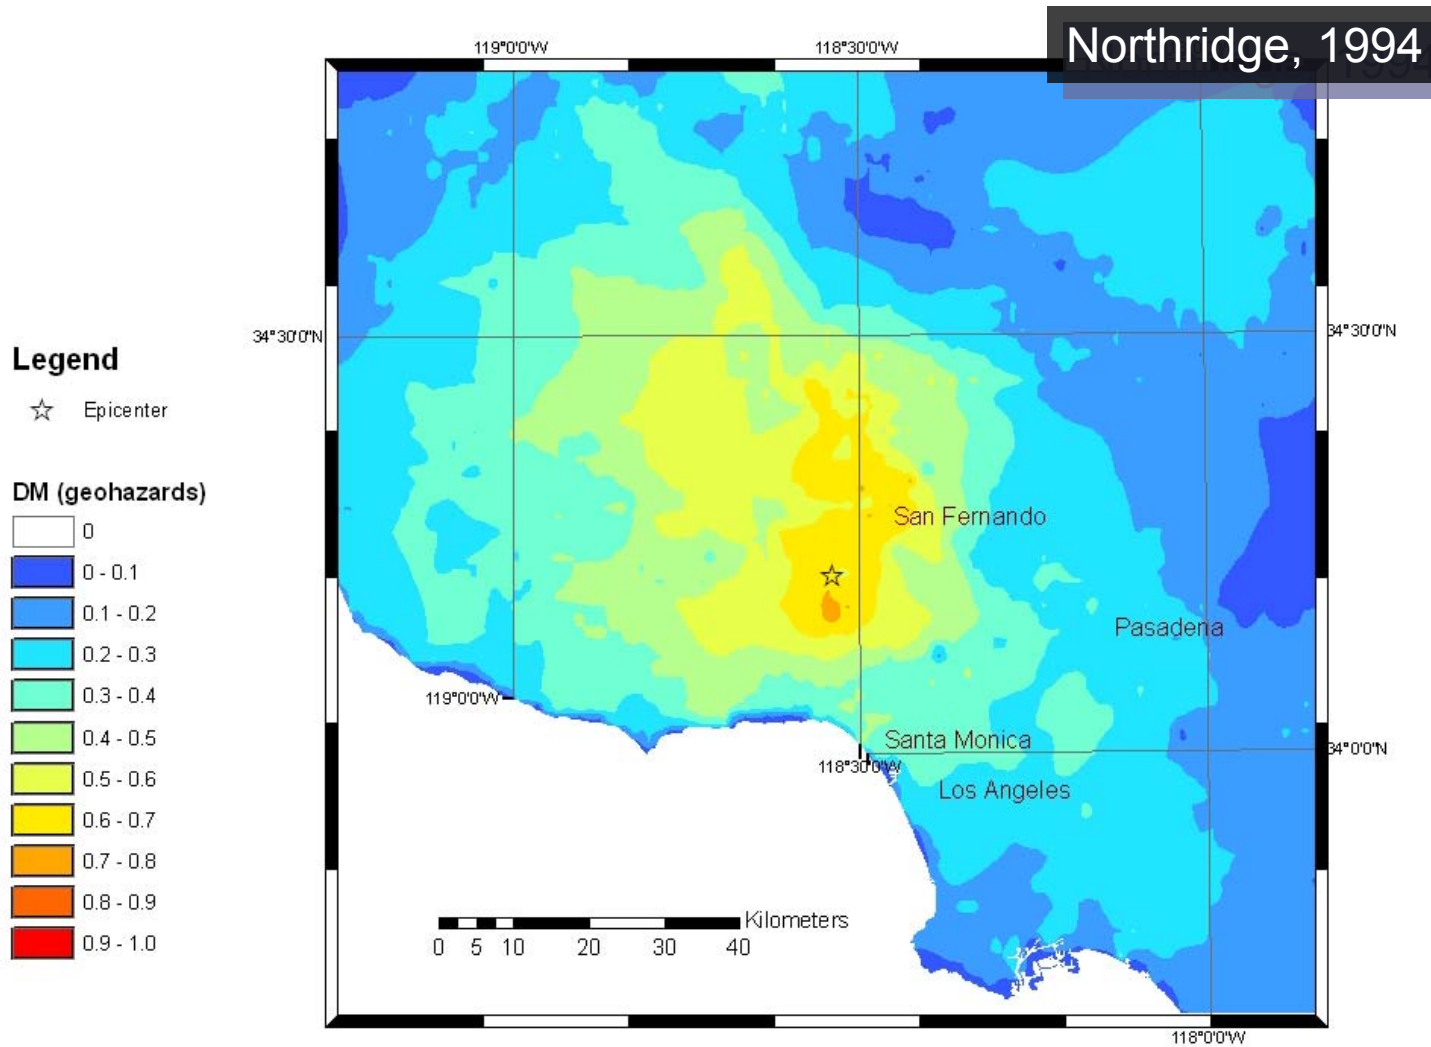 Northridge, 1994
119°0'0"W
118°30'0"W
34°30'0"N
34°30'0"N
Legend
Epicenter
DM (geohazards)
0
0 - 0.1
0.1 - 0.2
0.2 - 0.3
0.3 - 0.4
0.4 - 0.5
0.5 - 0.6
0.6 - 0.7
0.7 - 0.8
0.8 - 0.9
0.9 - 1.0
San Fernando
Pasadena
119°0'0"W
Santa Monica
34°0'0"N
118°30'0"W
Los Angeles
Kilometers
0 5 10 20 30 40
118°0'0"W